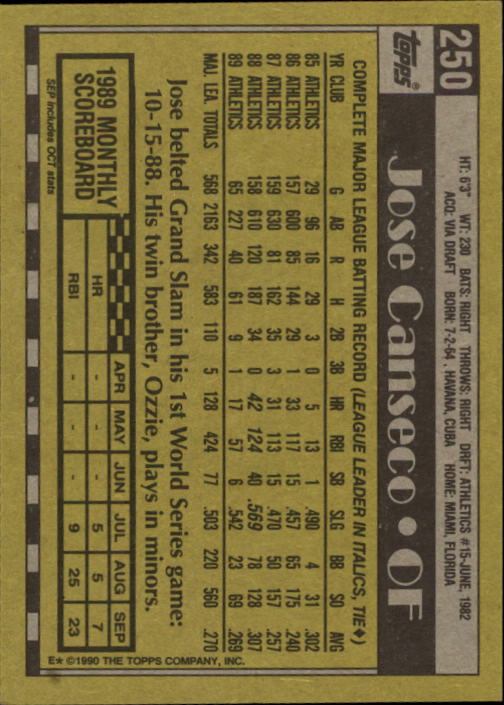 250
topps®
Jose Canseco • OF
HT: 6'3" WT: 230 BATS: RIGHT THROWS: RIGHT DRFT: ATHLETICS #15-JUNE, 1982
ACQ: VIA DRAFT BORN: 7-2-64, HAVANA, CUBA HOME: MIAMI, FLORIDA
COMPLETE MAJOR LEAGUE BATTING RECORD (LEAGUE LEADER IN ITALICS, TIE♦)
YR CLUB G AB R H 2B 3B HR RBI SB SLG BB SO AVG
85 ATHLETICS 29 96 16 29 3 0 5 13 1 .490 4 31 .302
86 ATHLETICS 157 600 85 144 29 1 33 117 15 .457 65 175 .240
87 ATHLETICS 159 630 81 162 35 3 31 113 15 .470 50 157 .257
88 ATHLETICS 158 610 120 187 34 0 42 124 40 .569 78 128 .307
89 ATHLETICS 65 227 40 61 9 1 17 57 6 .542 23 69 .269
MAJ. LEA. TOTALS 568 2163 342 583 110 5 128 424 77 .503 220 560 .270
Jose belted Grand Slam in his 1st World Series game:
10-15-88. His twin brother, Ozzie, plays in minors.
1989 MONTHLY
SCOREBOARD
APR MAY JUN JUL AUG SEP
HR - - - 5 5 7
RBI - - - 9 25 23
SEP includes OCT stats
E* ©1990 THE TOPPS COMPANY, INC.